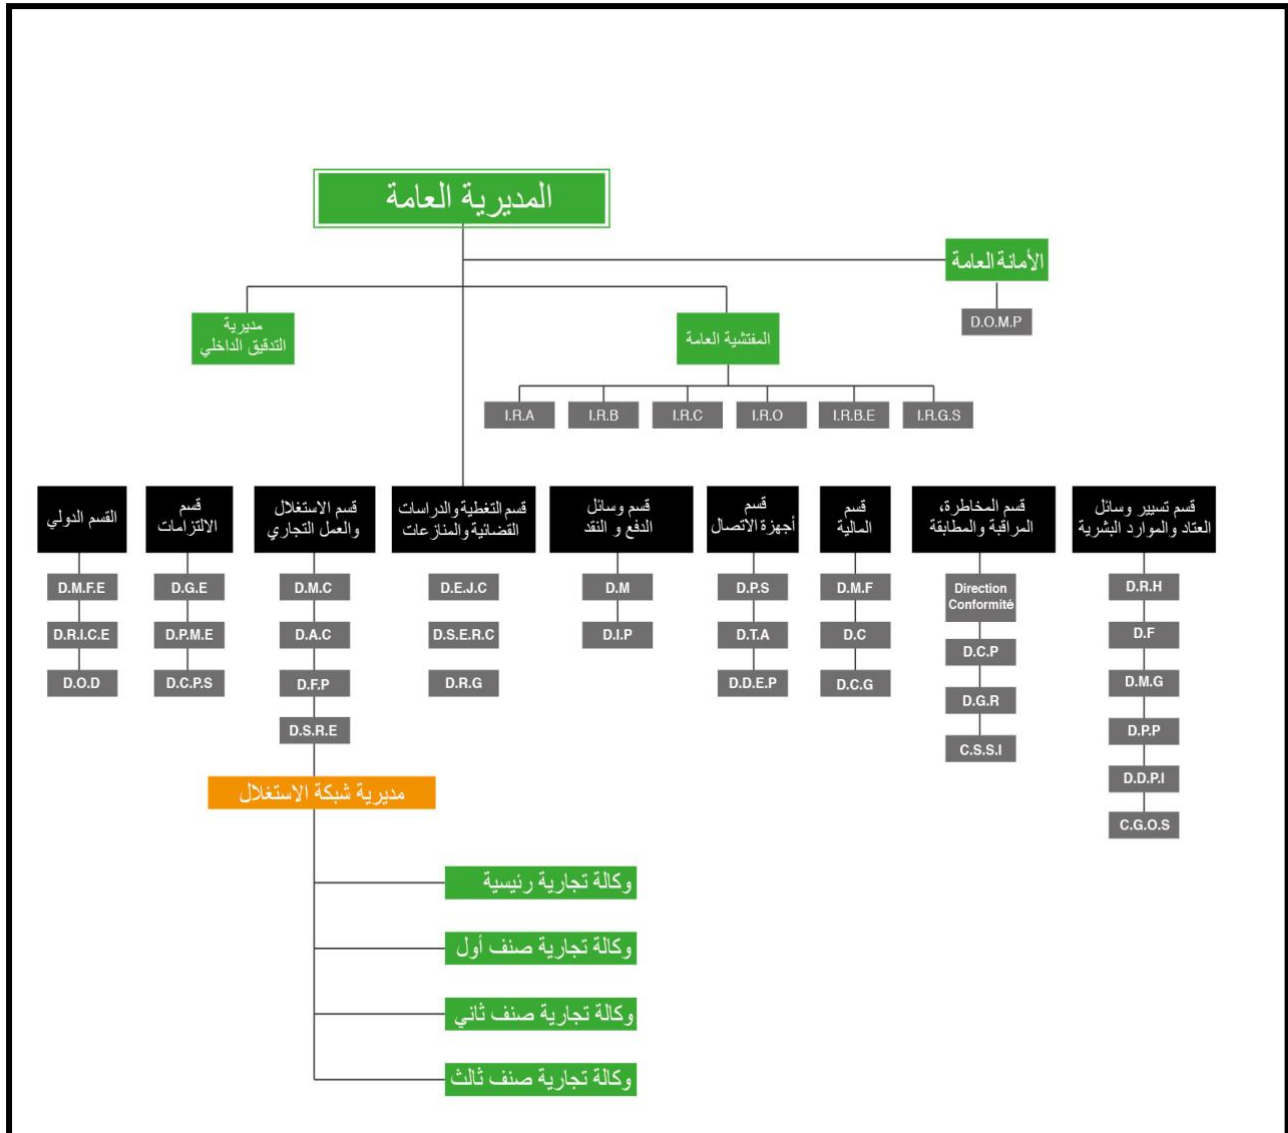 المديرية العامة
الأمانة العامة
D.O.M.P
المفتشية العامة
مديرية
التدقيق الداخلي
I.R.A
I.R.B
I.R.C
I.R.O
I.R.B.E
I.R.G.S
القسم الدولي
D.M.F.E
D.R.I.C.E
D.O.D
قسم
الالتزامات
D.G.E
D.P.M.E
D.C.P.S
قسم الاستغلال
والعمل التجاري
D.M.C
D.A.C
D.F.P
D.S.R.E
قسم التغطية والدراسات
القضائية والمنازعات
D.E.J.C
D.S.E.R.C
D.R.G
قسم وسائل
الدفع و النقد
D.M
D.I.P
قسم
أجهزة الاتصال
D.P.S
D.T.A
D.D.E.P
قسم
المالية
D.M.F
D.C
D.C.G
قسم المخاطرة،
المراقبة والمطابقة
Direction
Conformité
D.C.P
D.G.R
C.S.S.I
قسم تسيير وسائل
العتاد والموارد البشرية
D.R.H
D.F
D.M.G
D.P.P
D.D.P.I
C.G.O.S
مديرية شبكة الاستغلال
وكالة تجارية رئيسية
وكالة تجارية صنف أول
وكالة تجارية صنف ثاني
وكالة تجارية صنف ثالث